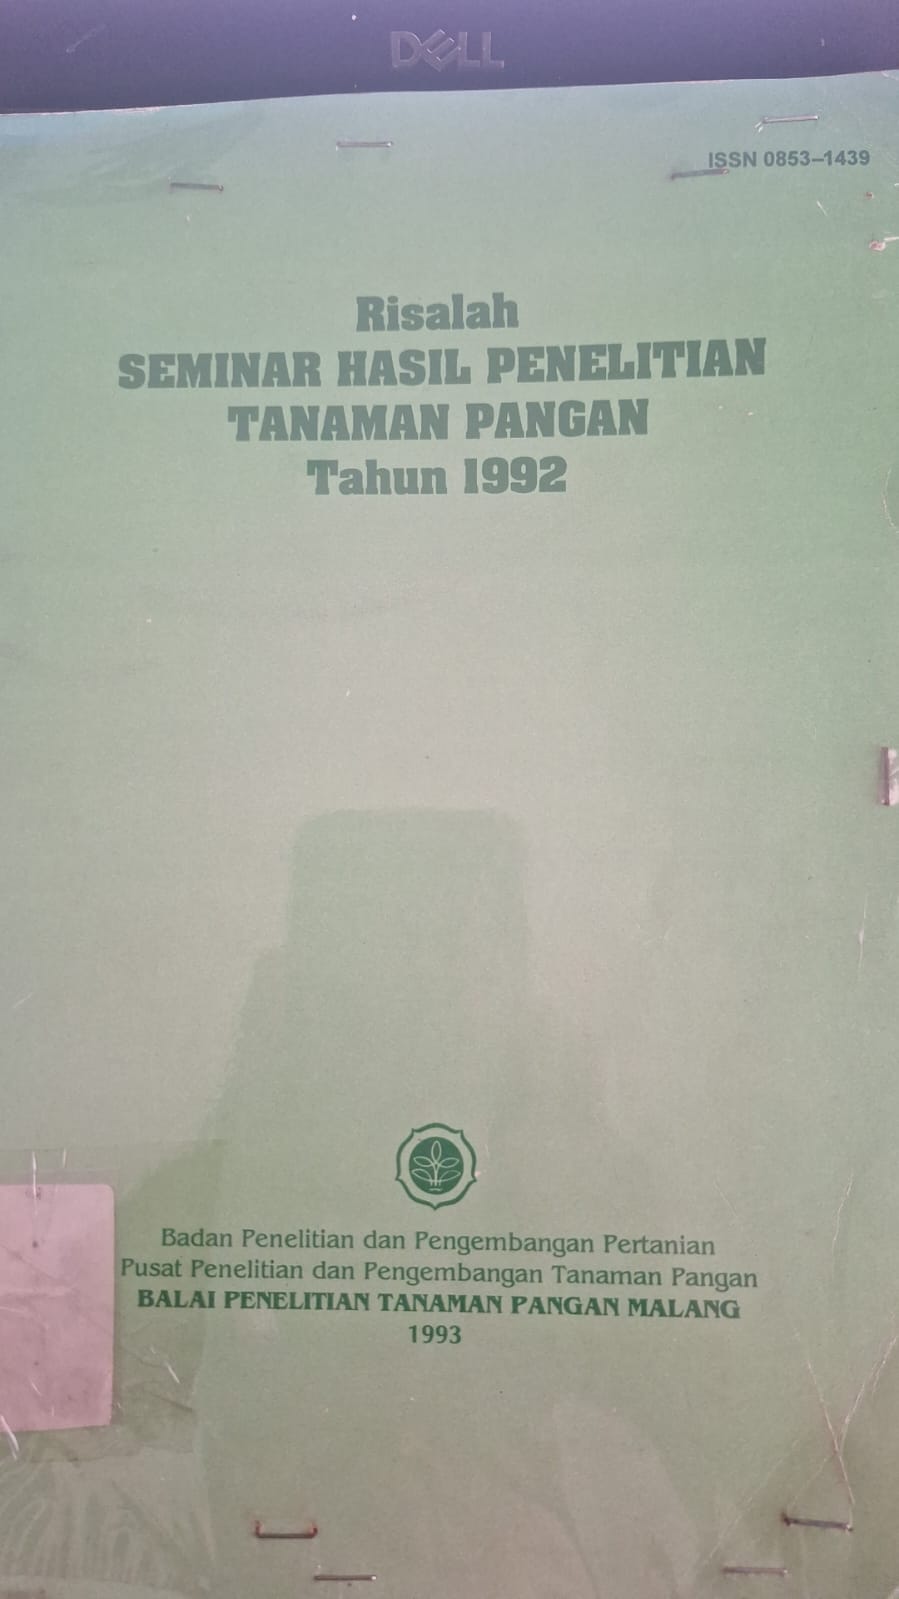 DELL
ISSN 0853–1439
Risalah
SEMINAR HASIL PENELITIAN
TANAMAN PANGAN
Tahun 1992
Badan Penelitian dan Pengembangan Pertanian
Pusat Penelitian dan Pengembangan Tanaman Pangan
BALAI PENELITIAN TANAMAN PANGAN MALANG
1993